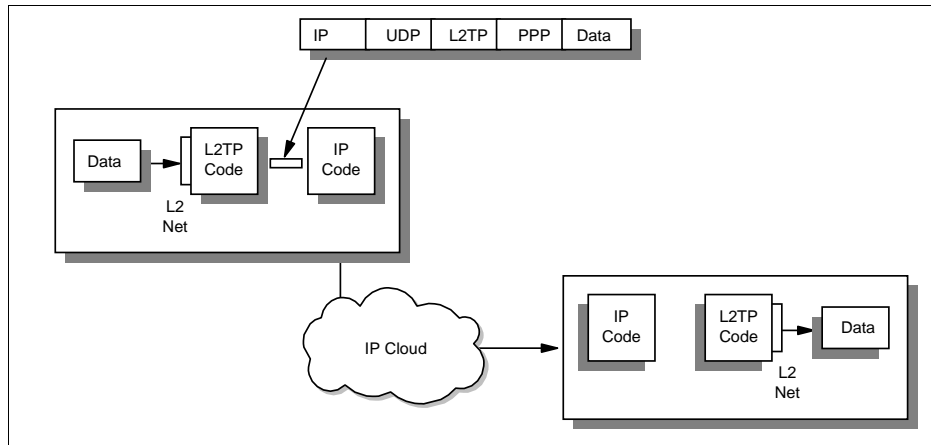 IP UDP L2TP PPP Data
Data
L2TP
Code
IP
Code
L2
Net
IP Cloud
IP
Code
L2TP
Code
Data
L2
Net